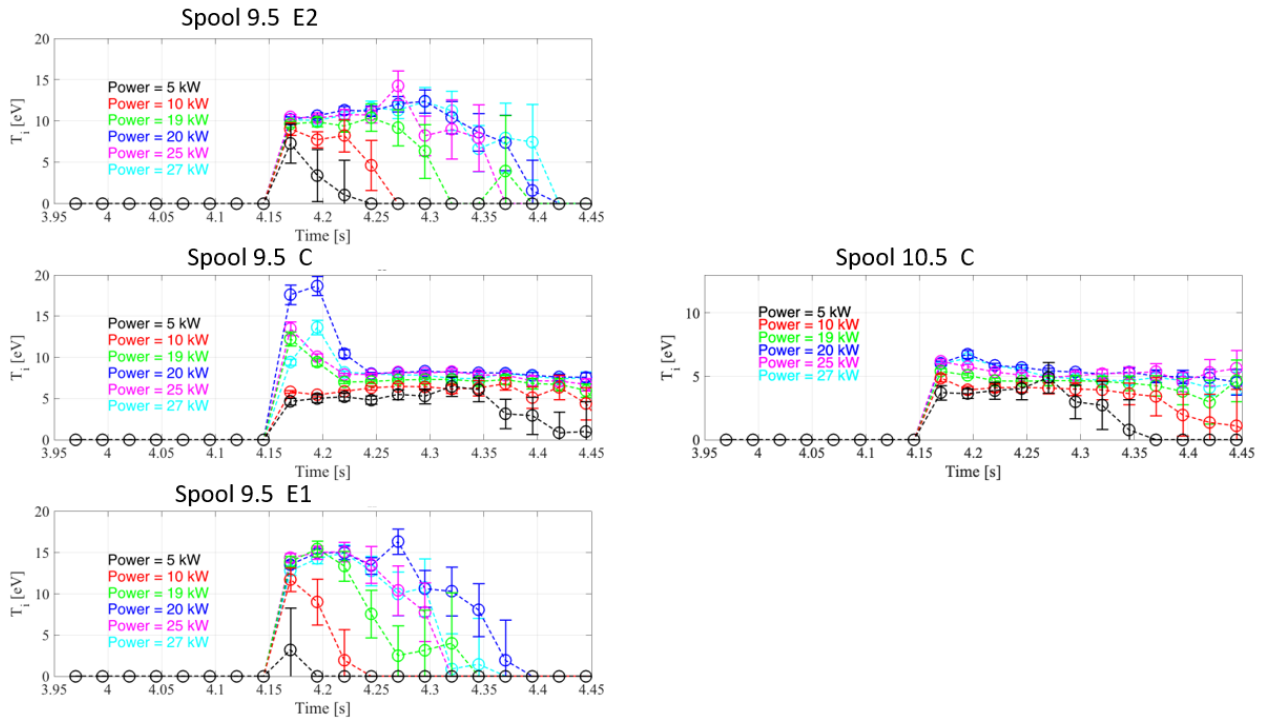 Spool 9.5 E2
20
15
10
5
0
T_i [eV]
Power = 5 kW
Power = 10 kW
Power = 19 kW
Power = 20 kW
Power = 25 kW
Power = 27 kW
3.95 4 4.05 4.1 4.15 4.2 4.25 4.3 4.35 4.4 4.45
Time [s]
Spool 9.5 C
20
15
10
5
0
T_i [eV]
Power = 5 kW
Power = 10 kW
Power = 19 kW
Power = 20 kW
Power = 25 kW
Power = 27 kW
3.95 4 4.05 4.1 4.15 4.2 4.25 4.3 4.35 4.4 4.45
Time [s]
Spool 10.5 C
10
5
0
T_i [eV]
Power = 5 kW
Power = 10 kW
Power = 19 kW
Power = 20 kW
Power = 25 kW
Power = 27 kW
3.95 4 4.05 4.1 4.15 4.2 4.25 4.3 4.35 4.4 4.45
Time [s]
Spool 9.5 E1
20
15
10
5
0
T_i [eV]
Power = 5 kW
Power = 10 kW
Power = 19 kW
Power = 20 kW
Power = 25 kW
Power = 27 kW
3.95 4 4.05 4.1 4.15 4.2 4.25 4.3 4.35 4.4 4.45
Time [s]